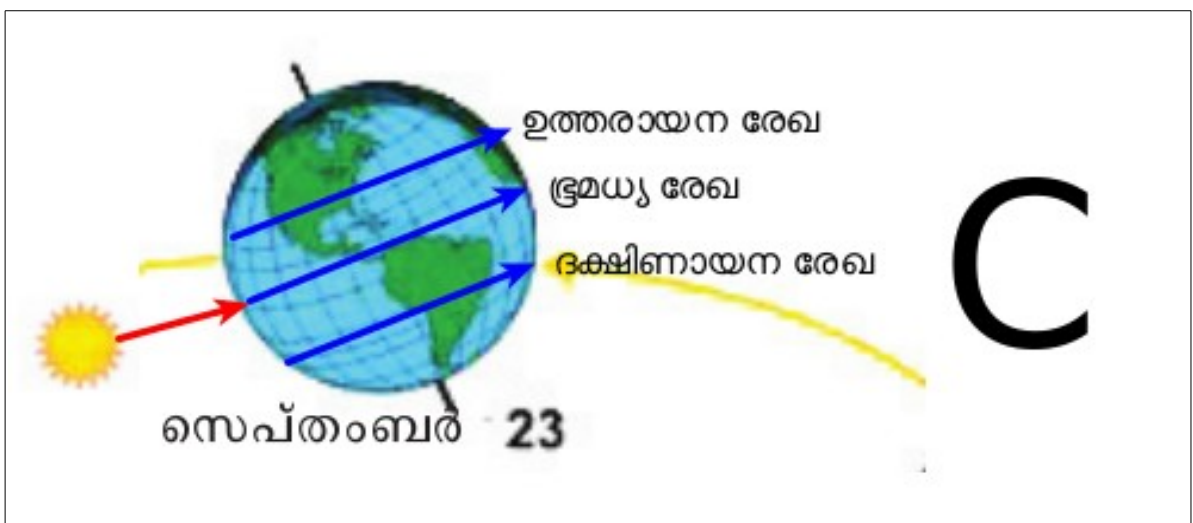 ഉത്തരായന രേഖ
ഭൂമധ്യ രേഖ
ദക്ഷിണായന രേഖ
C
സെപ്തംബർ 23